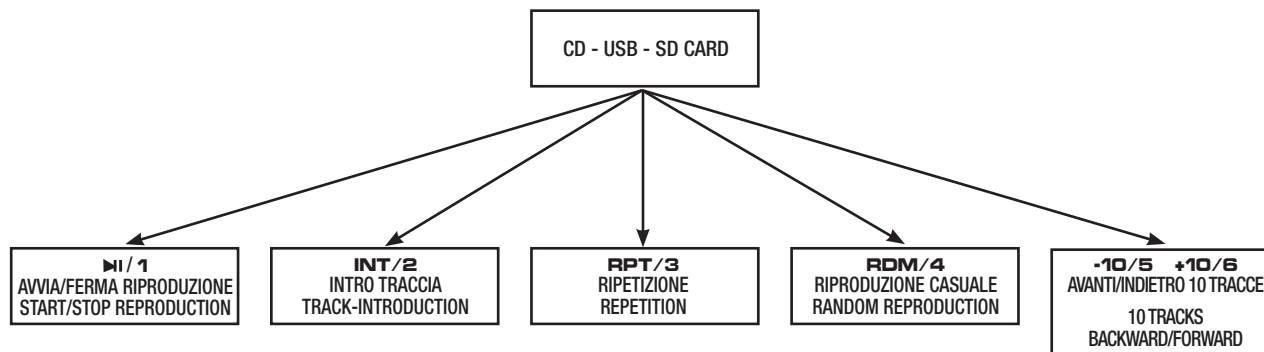 CD - USB - SD CARD
⏯/1
AVVIA/FERMA RIPRODUZIONE
START/STOP REPRODUCTION
INT/2
INTRO TRACCIA
TRACK-INTRODUCTION
RPT/3
RIPETIZIONE
REPETITION
RDM/4
RIPRODUZIONE CASUALE
RANDOM REPRODUCTION
-10/5 +10/6
AVANTI/INDIETRO 10 TRACCE
10 TRACKS
BACKWARD/FORWARD